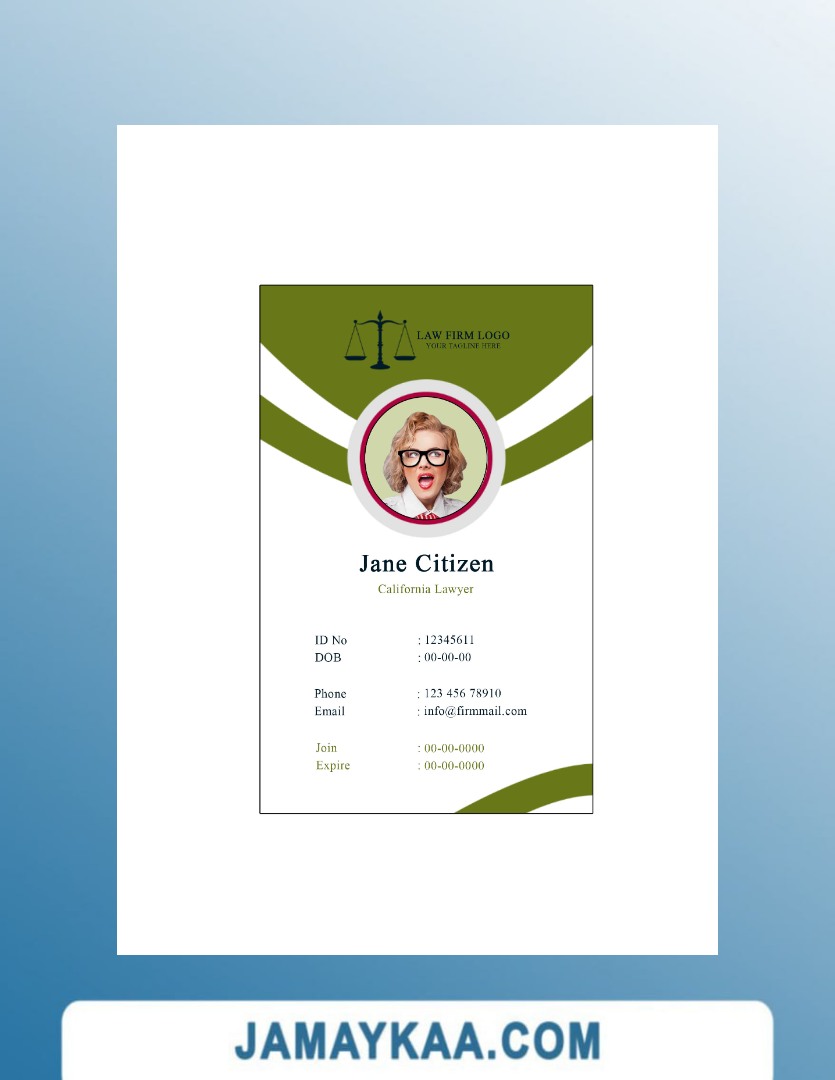 LAW FIRM LOGO
YOUR TAGLINE HERE
Jane Citizen
California Lawyer
ID No : 12345611
DOB : 00-00-00
Phone : 123 456 78910
Email : info@firmmail.com
Join : 00-00-0000
Expire : 00-00-0000
JAMAYKAA.COM